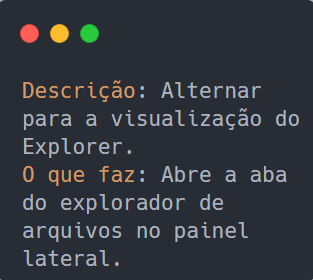 Descrição: Alternar
para a visualização do
Explorer.
O que faz: Abre a aba
do explorador de
arquivos no painel
lateral.